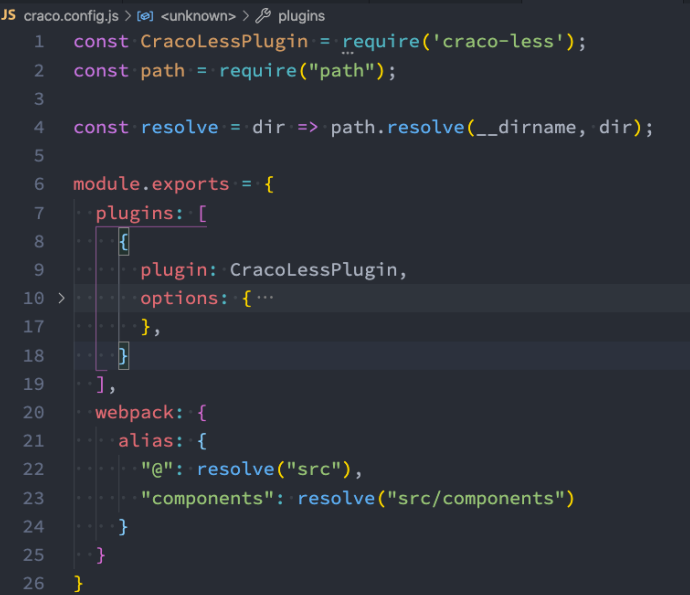 JS craco.config.js > <unknown> > plugins
1 const CracoLessPlugin = require('craco-less');
2 const path = require("path");
3
4 const resolve = dir => path.resolve(__dirname, dir);
5
6 module.exports = {
7   plugins: [
8     {
9       plugin: CracoLessPlugin,
10 >       options: {···
17       },
18     }
19   ],
20   webpack: {
21     alias: {
22       "@": resolve("src"),
23       "components": resolve("src/components")
24     }
25   }
26 }